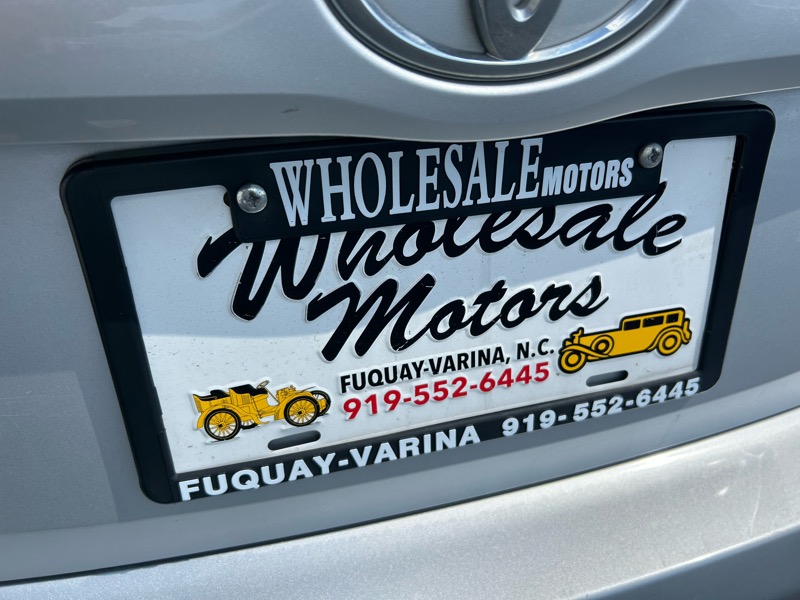 WHOLESALE MOTORS
Wholesale
Motors
FUQUAY-VARINA, N.C.
919-552-6445
FUQUAY-VARINA 919-552-6445